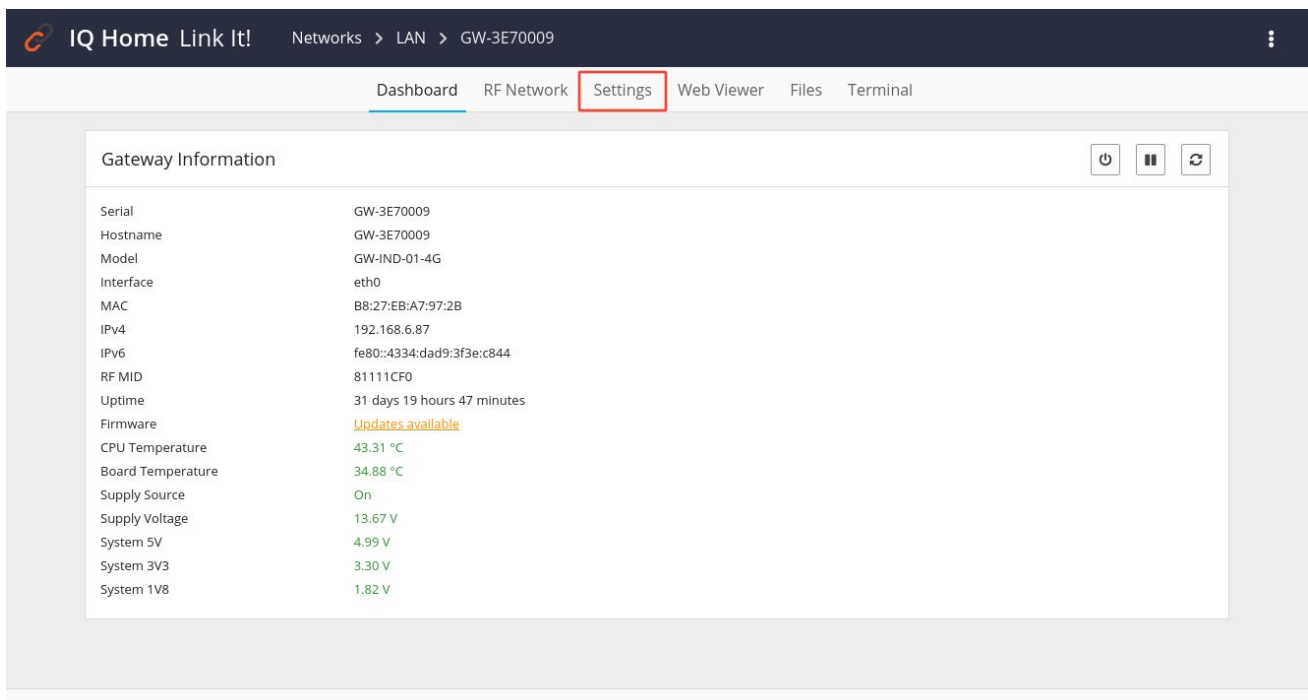 IQ Home Link It! Networks > LAN > GW-3E70009
Dashboard RF Network Settings Web Viewer Files Terminal
Gateway Information
Serial GW-3E70009
Hostname GW-3E70009
Model GW-IND-01-4G
Interface eth0
MAC B8:27:EB:A7:97:2B
IPv4 192.168.6.87
IPv6 fe80::4334:dad9:3f3e:c844
RF MID 81111CF0
Uptime 31 days 19 hours 47 minutes
Firmware Updates available
CPU Temperature 43.31 °C
Board Temperature 34.88 °C
Supply Source On
Supply Voltage 13.67 V
System 5V 4.99 V
System 3V3 3.30 V
System 1V8 1.82 V